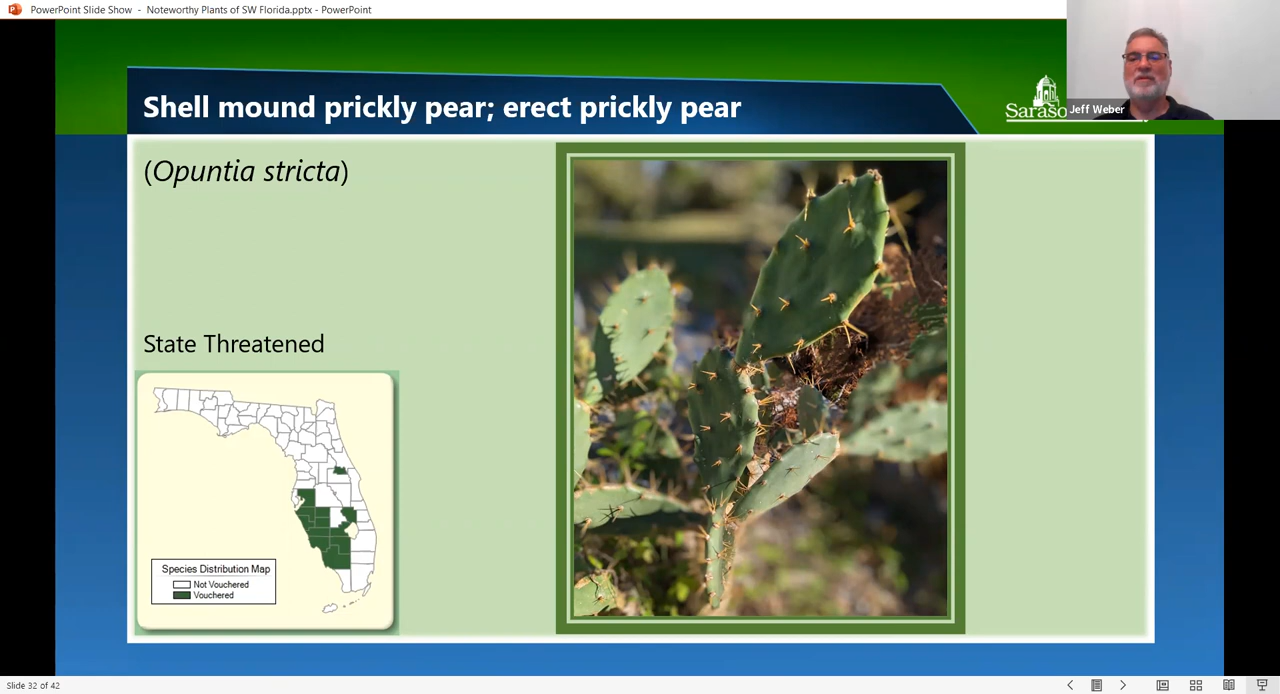 PowerPoint Slide Show - Noteworthy Plants of SW Florida.pptx - PowerPoint
Shell mound prickly pear; erect prickly pear
Saraso
Jeff Weber
(Opuntia stricta)
State Threatened
Species Distribution Map
Not Vouchered
Vouchered
Slide 32 of 42